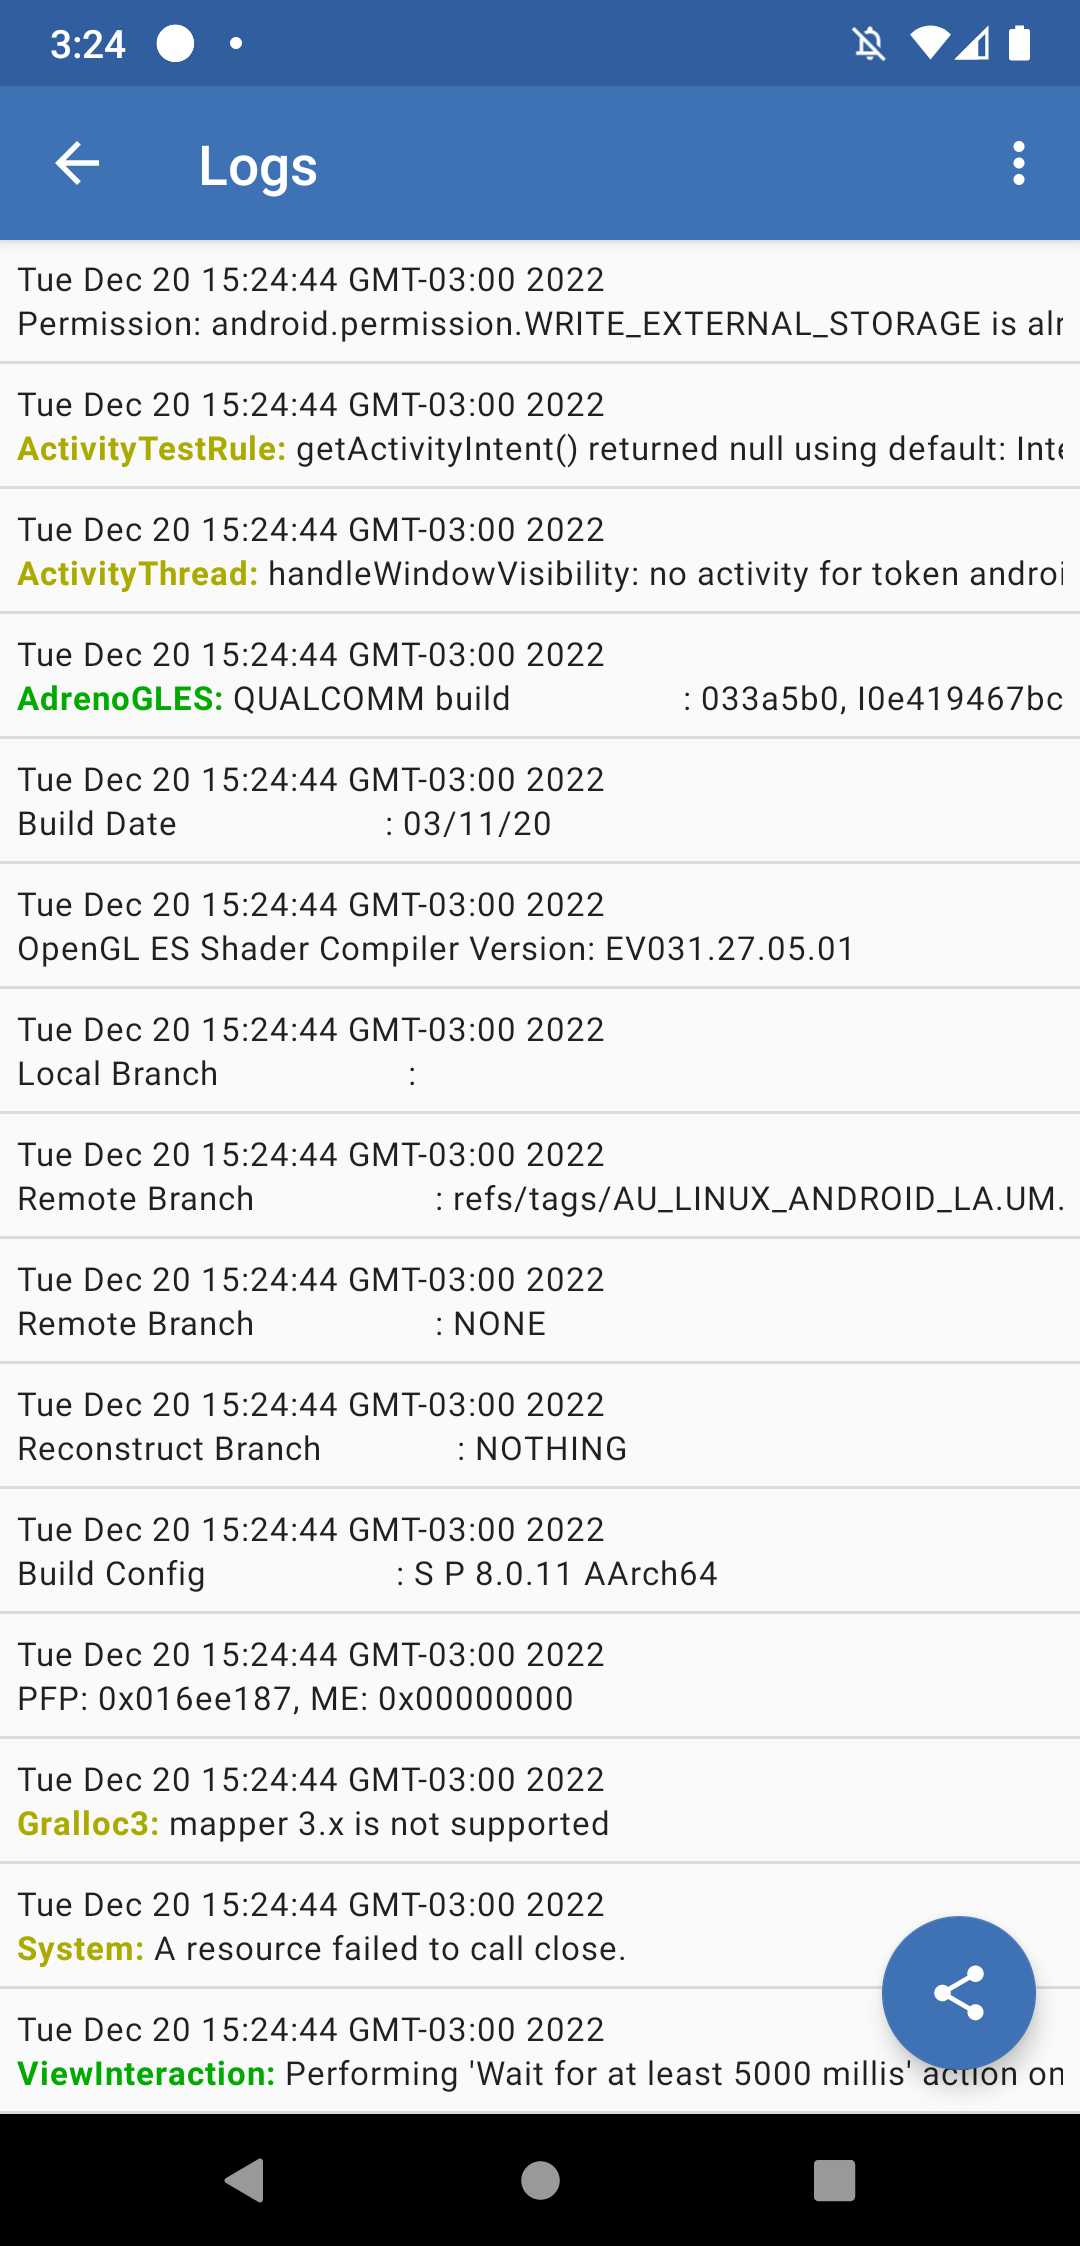 3:24
Logs
Tue Dec 20 15:24:44 GMT-03:00 2022
Permission: android.permission.WRITE_EXTERNAL_STORAGE is alr
Tue Dec 20 15:24:44 GMT-03:00 2022
ActivityTestRule: getActivityIntent() returned null using default: Inte
Tue Dec 20 15:24:44 GMT-03:00 2022
ActivityThread: handleWindowVisibility: no activity for token androi
Tue Dec 20 15:24:44 GMT-03:00 2022
AdrenoGLES: QUALCOMM build : 033a5b0, I0e419467bc
Tue Dec 20 15:24:44 GMT-03:00 2022
Build Date : 03/11/20
Tue Dec 20 15:24:44 GMT-03:00 2022
OpenGL ES Shader Compiler Version: EV031.27.05.01
Tue Dec 20 15:24:44 GMT-03:00 2022
Local Branch :
Tue Dec 20 15:24:44 GMT-03:00 2022
Remote Branch : refs/tags/AU_LINUX_ANDROID_LA.UM.
Tue Dec 20 15:24:44 GMT-03:00 2022
Remote Branch : NONE
Tue Dec 20 15:24:44 GMT-03:00 2022
Reconstruct Branch : NOTHING
Tue Dec 20 15:24:44 GMT-03:00 2022
Build Config : S P 8.0.11 AArch64
Tue Dec 20 15:24:44 GMT-03:00 2022
PFP: 0x016ee187, ME: 0x00000000
Tue Dec 20 15:24:44 GMT-03:00 2022
Gralloc3: mapper 3.x is not supported
Tue Dec 20 15:24:44 GMT-03:00 2022
System: A resource failed to call close.
Tue Dec 20 15:24:44 GMT-03:00 2022
ViewInteraction: Performing 'Wait for at least 5000 millis' action on